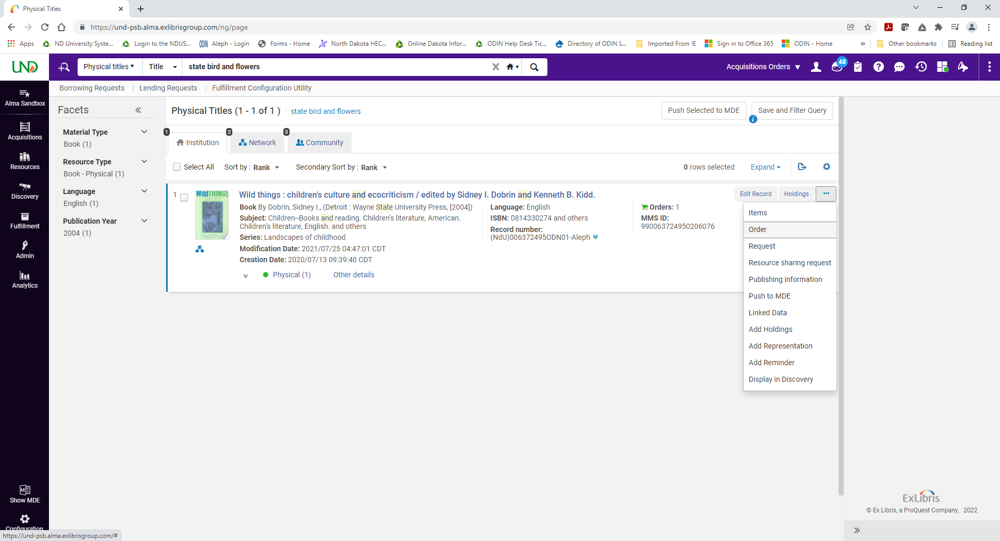 Physical Titles
https://und-psb.alma.exlibrisgroup.com/ng/page
Apps
ND University Syste...
Login to the NDUS...
ODIN Aleph - Login
Forms - Home
North Dakota HEC...
Online Dakota Infor...
ODIN Help Desk Tic...
Directory of ODIN L...
Imported From IE
Sign in to Office 365
ODIN - Home
»
Other bookmarks
Reading list
UND
Physical titles
Title
state bird and flowers
Acquisitions Orders
48
Borrowing Requests | Lending Requests | Fulfillment Configuration Utility
Alma Sandbox
Acquisitions
Resources
Discovery
Fulfillment
Admin
Analytics
Show MDE
Configuration
Facets
Material Type
Book (1)
Resource Type
Book - Physical (1)
Language
English (1)
Publication Year
2004 (1)
Physical Titles (1 - 1 of 1 )
state bird and flowers
Push Selected to MDE
Save and Filter Query
1 Institution
2 Network
3 Community
Select All
Sort by : Rank
Secondary Sort by : Rank
0 rows selected
Expand
1
Wild THINGS
Wild things : children's culture and ecocriticism / edited by Sidney I. Dobrin and Kenneth B. Kidd.
Book By Dobrin, Sidney I., (Detroit : Wayne State University Press, [2004])
Subject: Children--Books and reading. Children's literature, American.
Children's literature, English. and others
Series: Landscapes of childhood
Modification Date: 2021/07/25 04:47:01 CDT
Creation Date: 2020/07/13 09:39:40 CDT
Physical (1)
Other details
Language: English
ISBN: 0814330274 and others
Record number:
(NdU)006372495ODN01-Aleph
Orders: 1
MMS ID:
990063724950206076
Edit Record
Holdings
Items
Order
Request
Resource sharing request
Publishing information
Push to MDE
Linked Data
Add Holdings
Add Representation
Add Reminder
Display in Discovery
ExLibris
© Ex Libris, a ProQuest Company, 2022
https://und-psb.alma.exlibrisgroup.com/#